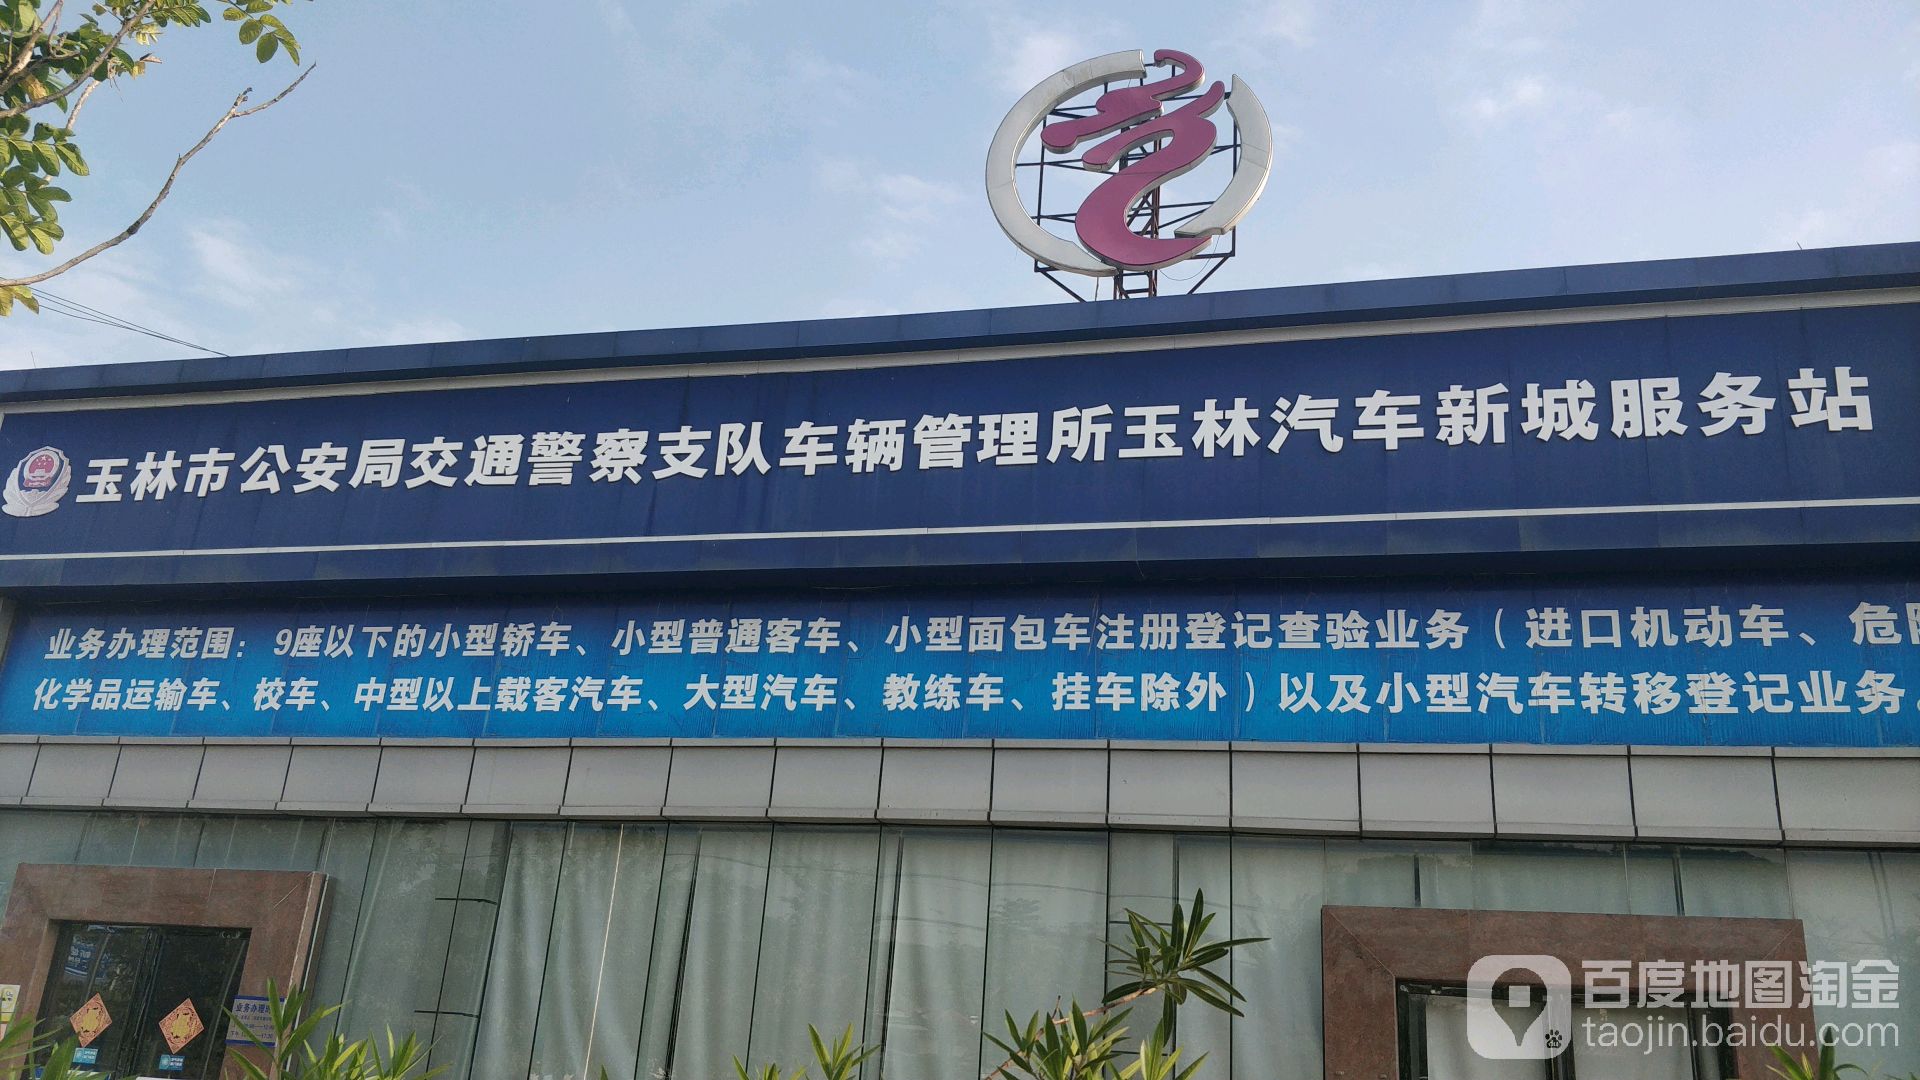 玉林市公安局交通警察支队车辆管理所玉林汽车新城服务站
业务办理范围：9座以下的小型轿车、小型普通客车、小型面包车注册登记查验业务（进口机动车、危险
化学品运输车、校车、中型以上载客汽车、大型汽车、教练车、挂车除外）以及小型汽车转移登记业务。
业务办理时
百度地图淘金
taojin.baidu.com